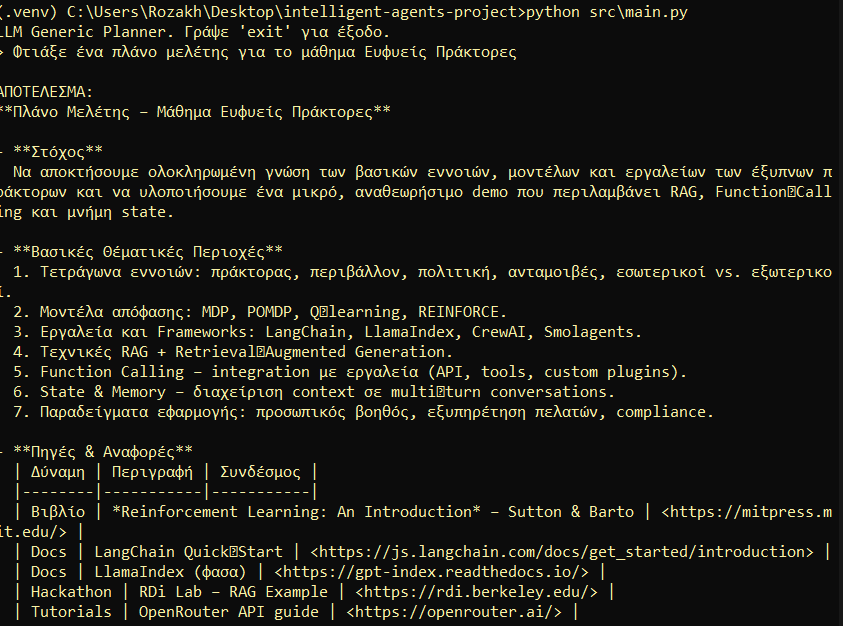 (.venv) C:\Users\Rozakh\Desktop\intelligent-agents-project>python src\main.py
LLM Generic Planner. Γράψε 'exit' για έξοδο.
> Φτιάξε ένα πλάνο μελέτης για το μάθημα Ευφυείς Πράκτορες
ΑΠΟΤΕΛΕΣΜΑ:
**Πλάνο Μελέτης – Μάθημα Ευφυείς Πράκτορες**
- **Στόχος**
Να αποκτήσουμε ολοκληρωμένη γνώση των βασικών εννοιών, μοντέλων και εργαλείων των έξυπνων π
ράκτορων και να υλοποιήσουμε ένα μικρό, αναθεωρήσιμο demo που περιλαμβάνει RAG, Function�Call
ing και μνήμη state.
- **Βασικές Θέματικές Περιοχές**
1. Τετράγωνα εννοιών: πράκτορας, περιβάλλον, πολιτική, ανταμοιβές, εσωτερικοί vs. εξωτερικο
ί.
2. Μοντέλα απόφασης: MDP, POMDP, Q�learning, REINFORCE.
3. Εργαλεία και Frameworks: LangChain, LlamaIndex, CrewAI, Smolagents.
4. Τεχνικές RAG + Retrieval�Augmented Generation.
5. Function Calling – integration με εργαλεία (API, tools, custom plugins).
6. State & Memory – διαχείριση context σε multi�turn conversations.
7. Παραδείγματα εφαρμογής: προσωπικός βοηθός, εξυπηρέτηση πελατών, compliance.
- **Πηγές & Αναφορές**
| Δύναμη | Περιγραφή | Συνδέσμος |
|--------|-----------|-----------|
| Βιβλίο | *Reinforcement Learning: An Introduction* – Sutton & Barto | <https://mitpress.m
it.edu/> |
| Docs | LangChain Quick�Start | <https://js.langchain.com/docs/get_started/introduction> |
| Docs | LlamaIndex (φασα) | <https://gpt-index.readthedocs.io/> |
| Hackathon | RDi Lab – RAG Example | <https://rdi.berkeley.edu/> |
| Tutorials | OpenRouter API guide | <https://openrouter.ai/> |